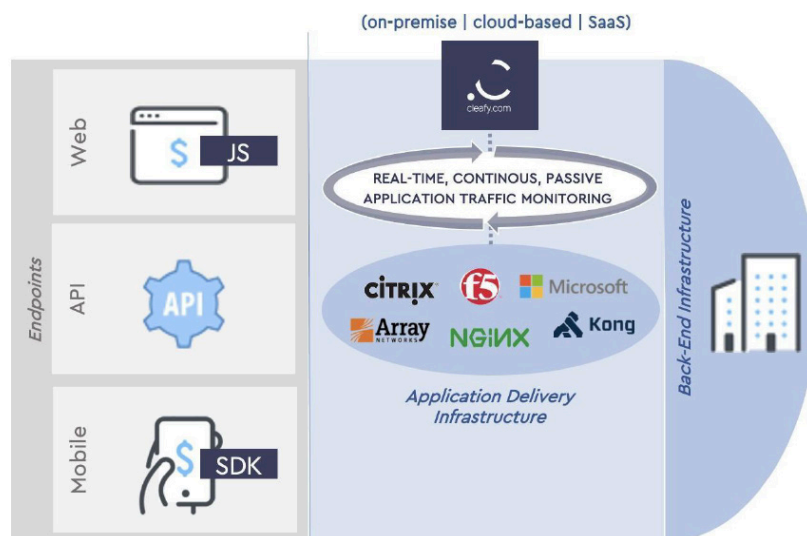 (on-premise | cloud-based | SaaS)
cleafy.com
Endpoints
Web
JS
API
API
Mobile
SDK
REAL-TIME, CONTINOUS, PASSIVE
APPLICATION TRAFFIC MONITORING
CITRIX
f5
Microsoft
Array
NETWORKS
NGINX
Kong
Application Delivery
Infrastructure
Back-End Infrastructure